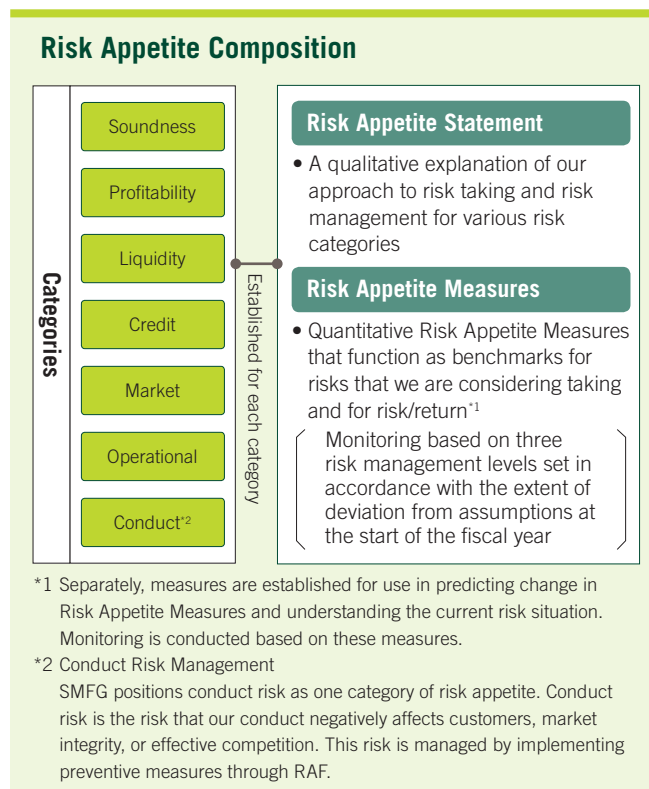 Risk Appetite Composition
Categories
Soundness
Profitability
Liquidity
Credit
Market
Operational
Conduct*2
Established for each category
Risk Appetite Statement
• A qualitative explanation of our
approach to risk taking and risk
management for various risk
categories
Risk Appetite Measures
• Quantitative Risk Appetite Measures
that function as benchmarks for
risks that we are considering taking
and for risk/return*1
Monitoring based on three
risk management levels set in
accordance with the extent of
deviation from assumptions at
the start of the fiscal year
*1 Separately, measures are established for use in predicting change in
Risk Appetite Measures and understanding the current risk situation.
Monitoring is conducted based on these measures.
*2 Conduct Risk Management
SMFG positions conduct risk as one category of risk appetite. Conduct
risk is the risk that our conduct negatively affects customers, market
integrity, or effective competition. This risk is managed by implementing
preventive measures through RAF.